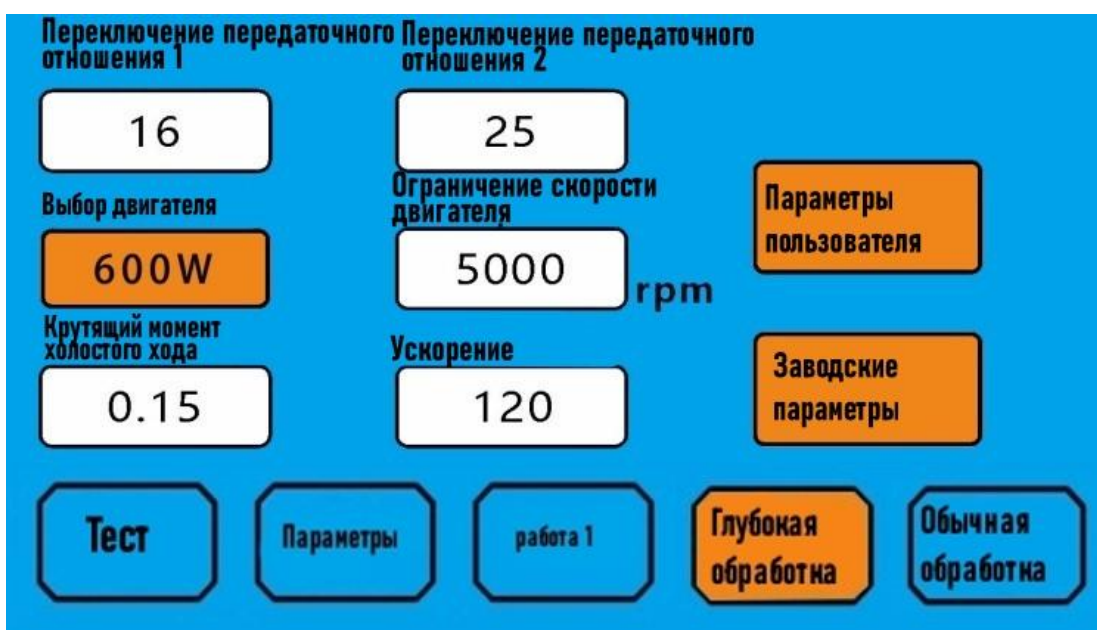 Переключение передаточного
отношения 1
Переключение передаточного
отношения 2
16
25
Выбор двигателя
Ограничение скорости
двигателя
Параметры
пользователя
600W
5000
rpm
Крутящий момент
холостого хода
Ускорение
Заводские
параметры
0.15
120
Тест
Параметры
работа 1
Глубокая
обработка
Обычная
обработка